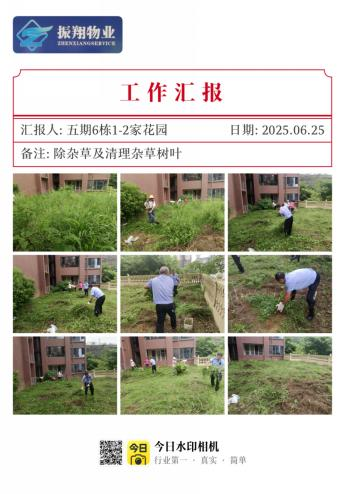 振翔物业
ZHENXIANGSERVICE
工作汇报
汇报人: 五期6栋1-2家花园
日期: 2025.06.25
备注: 除杂草及清理杂草树叶
今日水印相机
行业第一 · 真实 · 简单